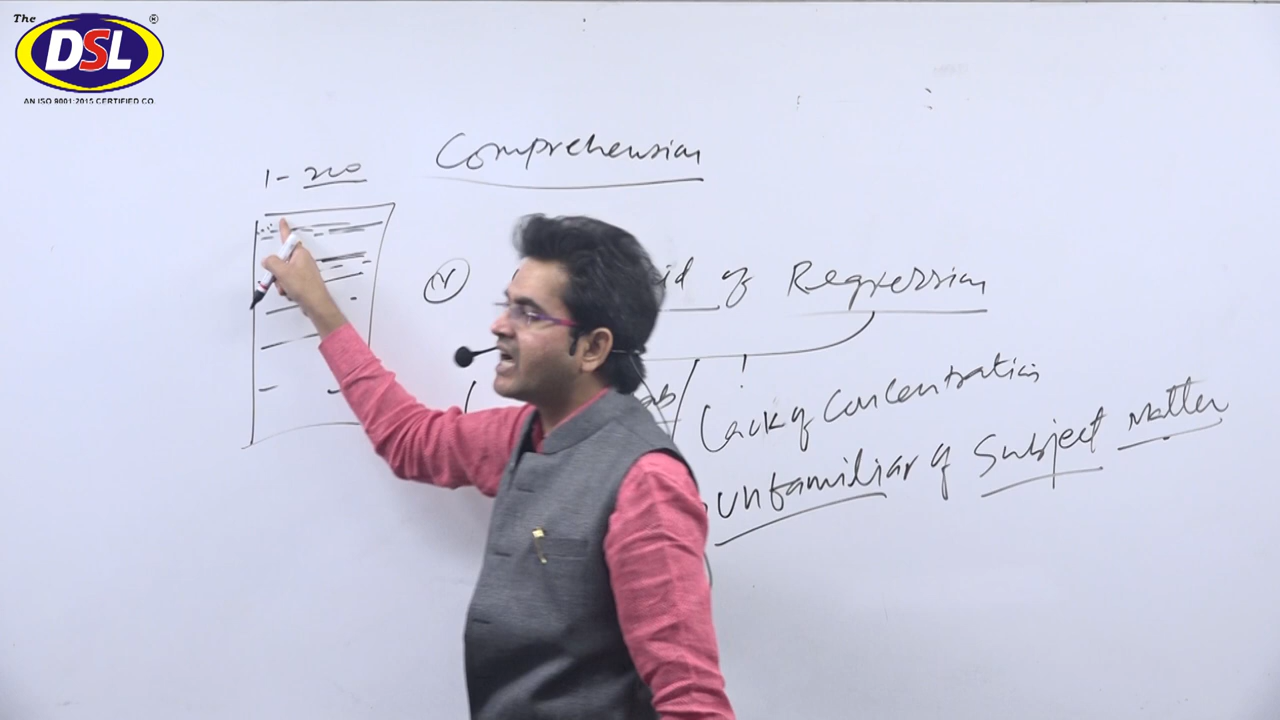 The
®
DSL
AN ISO 9001:2015 CERTIFIED CO.
Comprehension
1-200
of Regression
Lack of Concentration
unfamiliar of Subject Matter